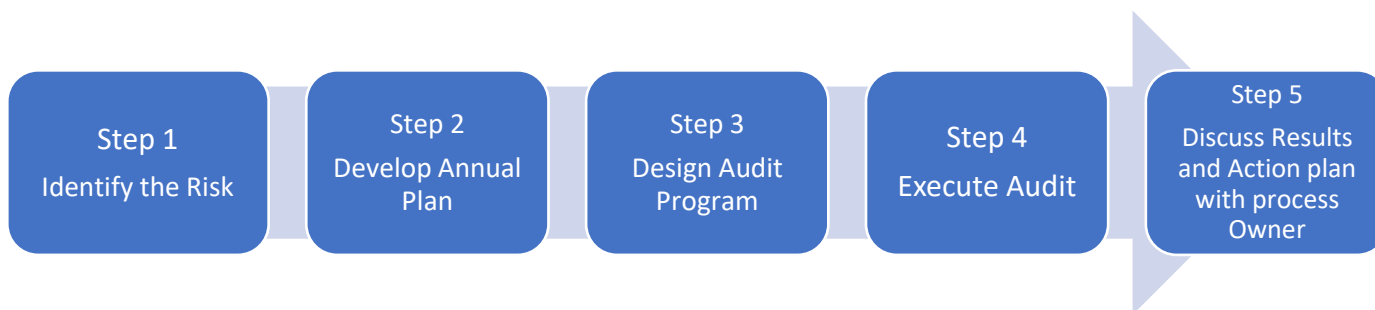 Step 1
Identify the Risk
Step 2
Develop Annual
Plan
Step 3
Design Audit
Program
Step 4
Execute Audit
Step 5
Discuss Results
and Action plan
with process
Owner